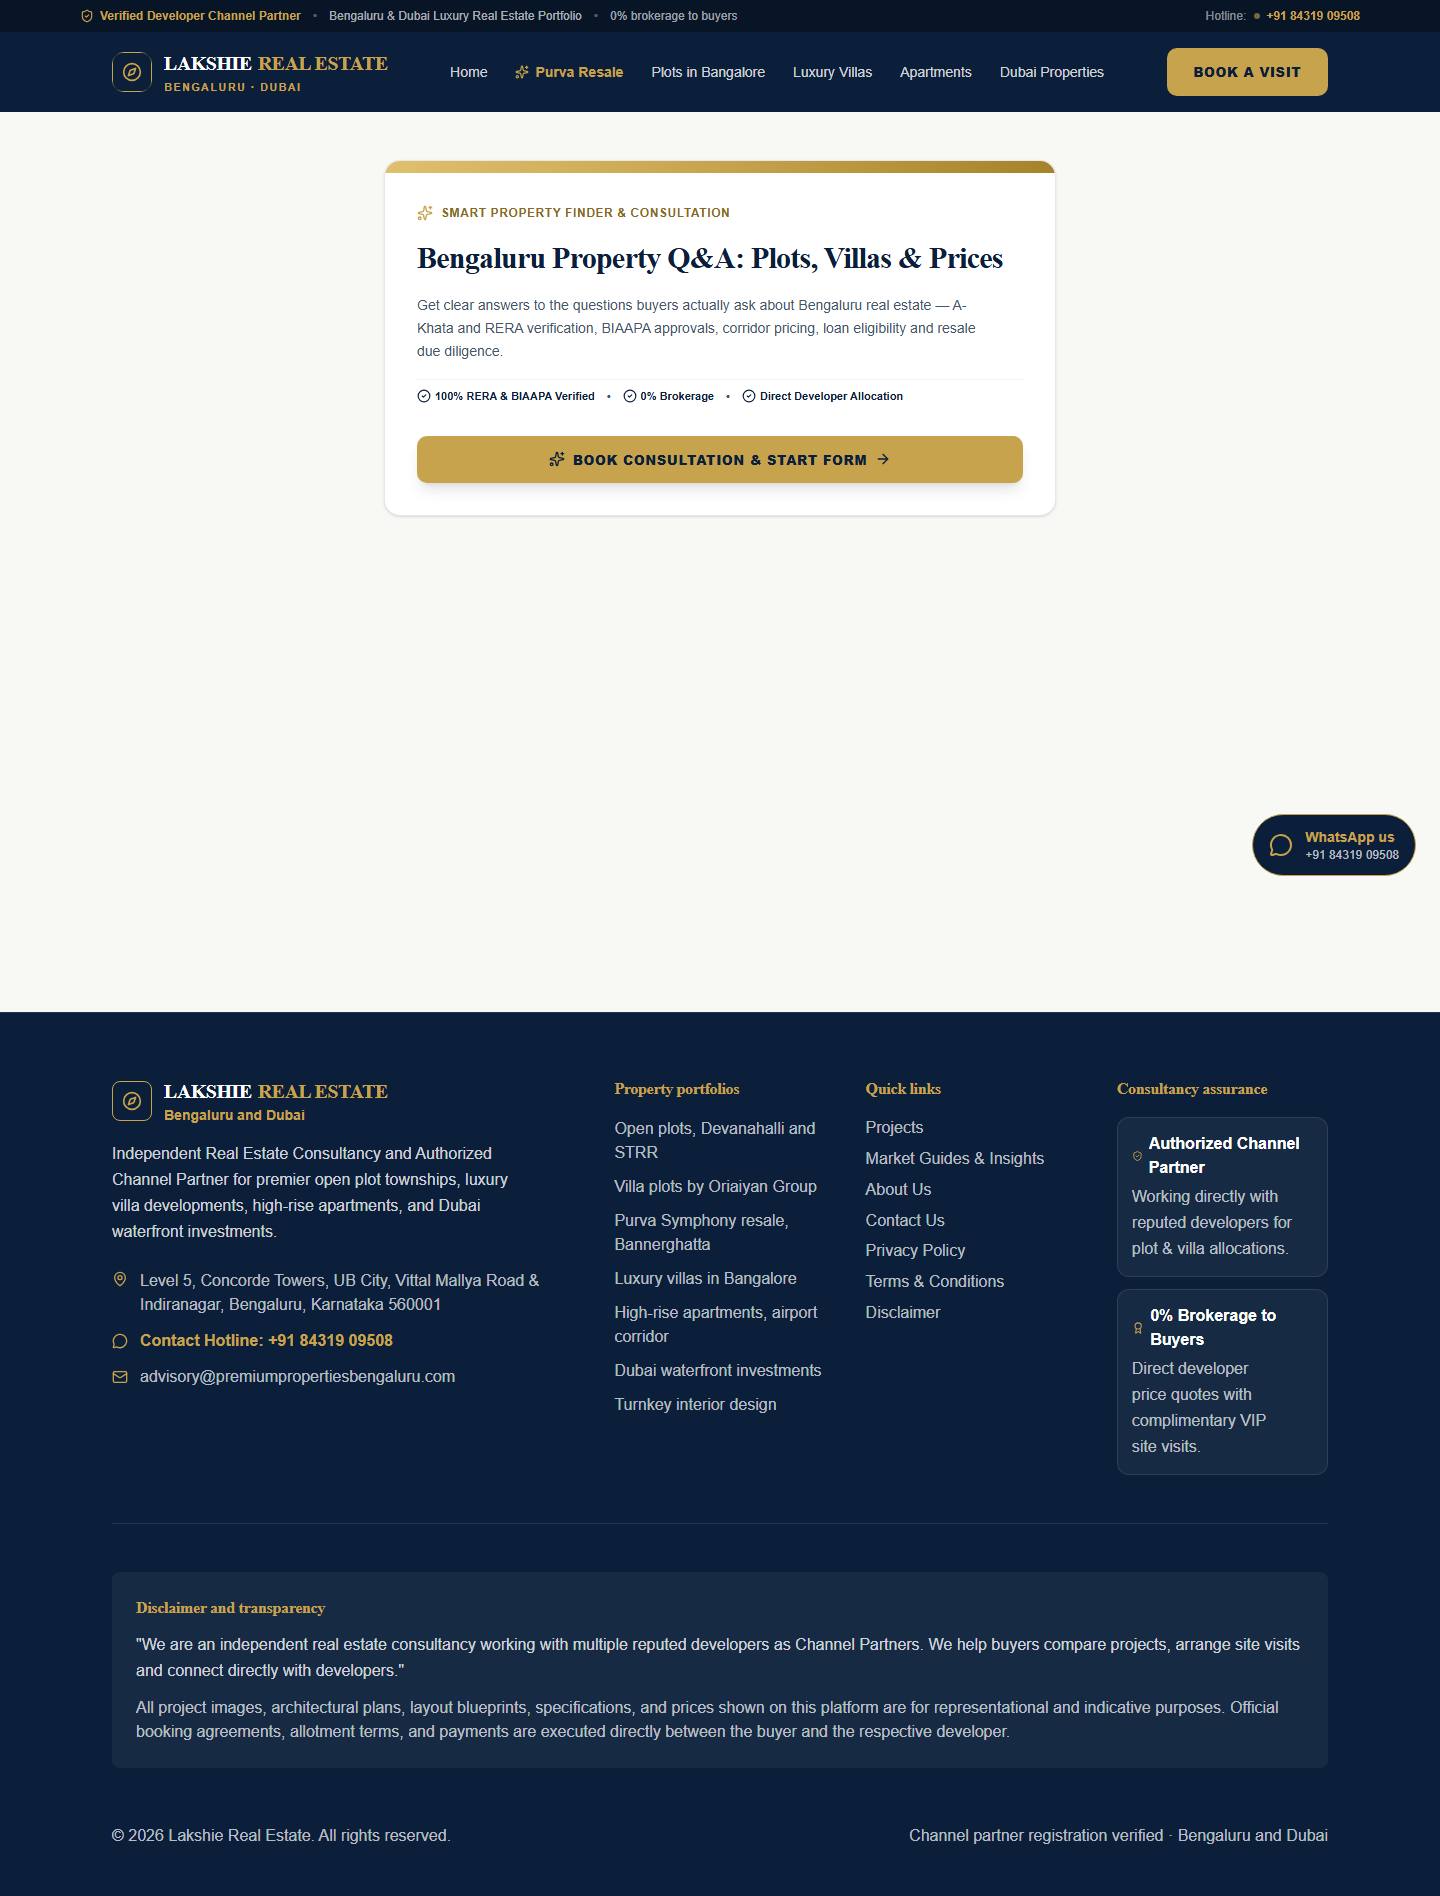 Verified Developer Channel Partner • Bengaluru & Dubai Luxury Real Estate Portfolio • 0% brokerage to buyers
Hotline: +91 84319 09508
LAKSHIE REAL ESTATE
BENGALURU • DUBAI
Home
Purva Resale
Plots in Bangalore
Luxury Villas
Apartments
Dubai Properties
BOOK A VISIT
SMART PROPERTY FINDER & CONSULTATION
Bengaluru Property Q&A: Plots, Villas & Prices
Get clear answers to the questions buyers actually ask about Bengaluru real estate — A-
Khata and RERA verification, BIAAPA approvals, corridor pricing, loan eligibility and resale
due diligence.
100% RERA & BIAAPA Verified • 0% Brokerage • Direct Developer Allocation
BOOK CONSULTATION & START FORM →
WhatsApp us
+91 84319 09508
LAKSHIE REAL ESTATE
Bengaluru and Dubai
Independent Real Estate Consultancy and Authorized
Channel Partner for premier open plot townships, luxury
villa developments, high-rise apartments, and Dubai
waterfront investments.
Level 5, Concorde Towers, UB City, Vittal Mallya Road &
Indiranagar, Bengaluru, Karnataka 560001
Contact Hotline: +91 84319 09508
advisory@premiumpropertiesbengaluru.com
Property portfolios
Open plots, Devanahalli and
STRR
Villa plots by Oriaiyan Group
Purva Symphony resale,
Bannerghatta
Luxury villas in Bangalore
High-rise apartments, airport
corridor
Dubai waterfront investments
Turnkey interior design
Quick links
Projects
Market Guides & Insights
About Us
Contact Us
Privacy Policy
Terms & Conditions
Disclaimer
Consultancy assurance
Authorized Channel
Partner
Working directly with
reputed developers for
plot & villa allocations.
0% Brokerage to
Buyers
Direct developer
price quotes with
complimentary VIP
site visits.
Disclaimer and transparency
"We are an independent real estate consultancy working with multiple reputed developers as Channel Partners. We help buyers compare projects, arrange site visits
and connect directly with developers."
All project images, architectural plans, layout blueprints, specifications, and prices shown on this platform are for representational and indicative purposes. Official
booking agreements, allotment terms, and payments are executed directly between the buyer and the respective developer.
© 2026 Lakshie Real Estate. All rights reserved.
Channel partner registration verified · Bengaluru and Dubai